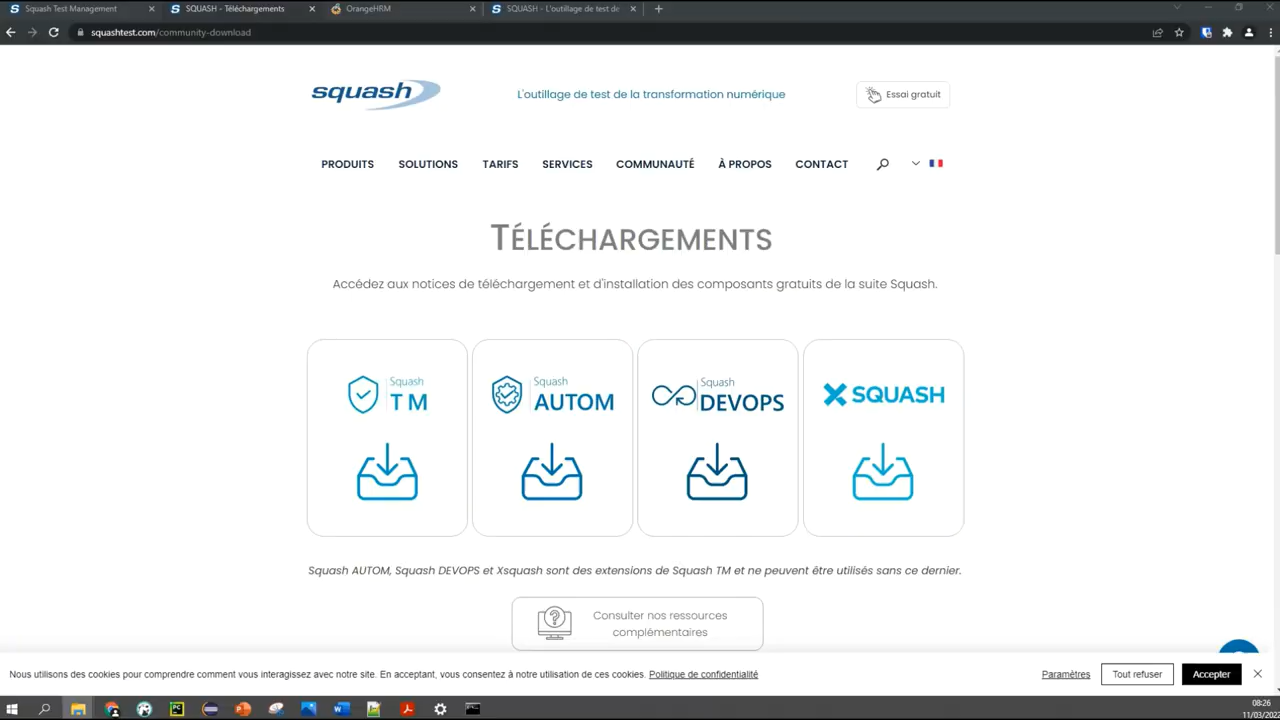 Squash Test Management
SQUASH - Téléchargements
OrangeHRM
SQUASH - L'outillage de test de
squashtest.com/community-download
squash
L'outillage de test de la transformation numérique
Essai gratuit
PRODUITS SOLUTIONS TARIFS SERVICES COMMUNAUTÉ À PROPOS CONTACT
TÉLÉCHARGEMENTS
Accédez aux notices de téléchargement et d'installation des composants gratuits de la suite Squash.
Squash
TM
Squash
AUTOM
Squash
DEVOPS
XSQUASH
Squash AUTOM, Squash DEVOPS et Xsquash sont des extensions de Squash TM et ne peuvent être utilisés sans ce dernier.
Consulter nos ressources
complémentaires
Nous utilisons des cookies pour comprendre comment vous interagissez avec notre site. En acceptant, vous consentez à notre utilisation de ces cookies. Politique de confidentialité
Paramètres
Tout refuser
Accepter
08:26
11/03/2022